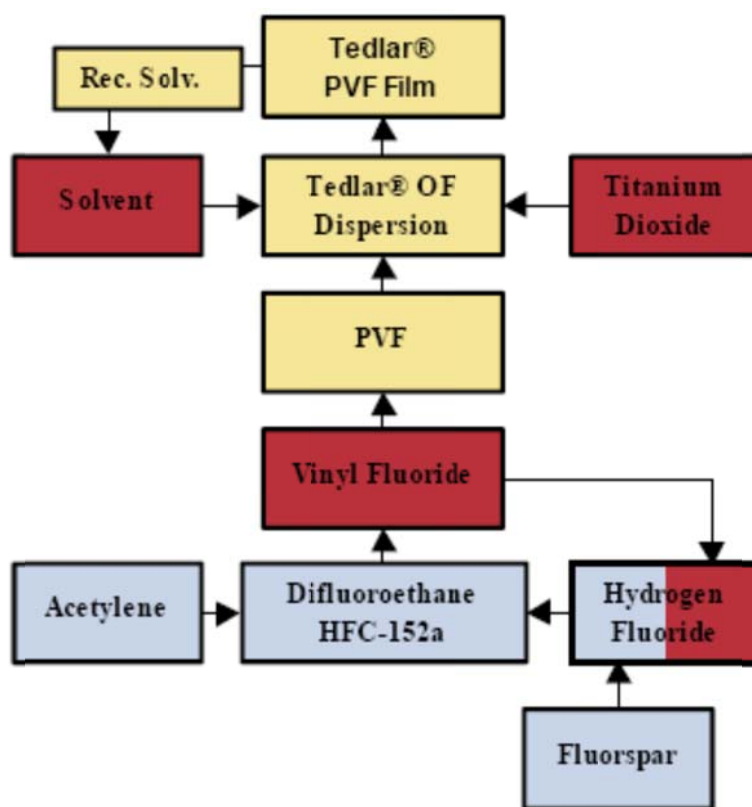 Tedlar®
PVF Film
Rec. Solv.
Solvent
Tedlar® OF
Dispersion
Titanium
Dioxide
PVF
Vinyl Fluoride
Acetylene
Difluoroethane
HFC-152a
Hydrogen
Fluoride
Fluorspar